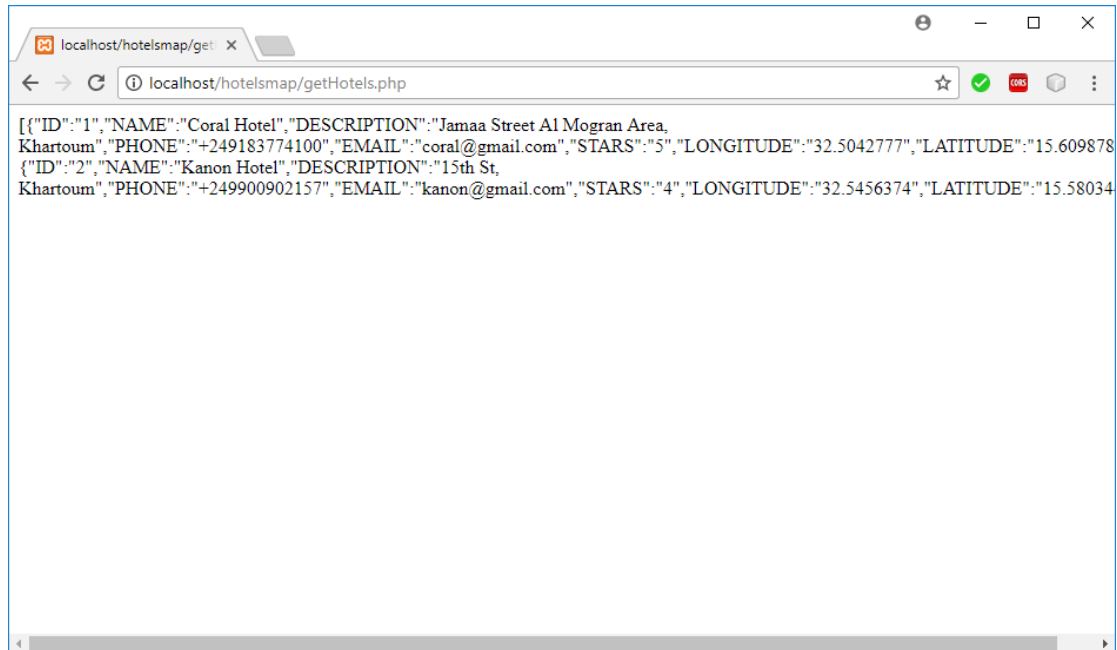 localhost/hotelsmap/get
localhost/hotelsmap/getHotels.php
CORS
[{"ID":"1","NAME":"Coral Hotel","DESCRIPTION":"Jamaa Street Al Mogran Area,
Khartoum","PHONE":"+249183774100","EMAIL":"coral@gmail.com","STARS":"5","LONGITUDE":"32.5042777","LATITUDE":"15.609878
{"ID":"2","NAME":"Kanon Hotel","DESCRIPTION":"15th St,
Khartoum","PHONE":"+249900902157","EMAIL":"kanon@gmail.com","STARS":"4","LONGITUDE":"32.5456374","LATITUDE":"15.58034